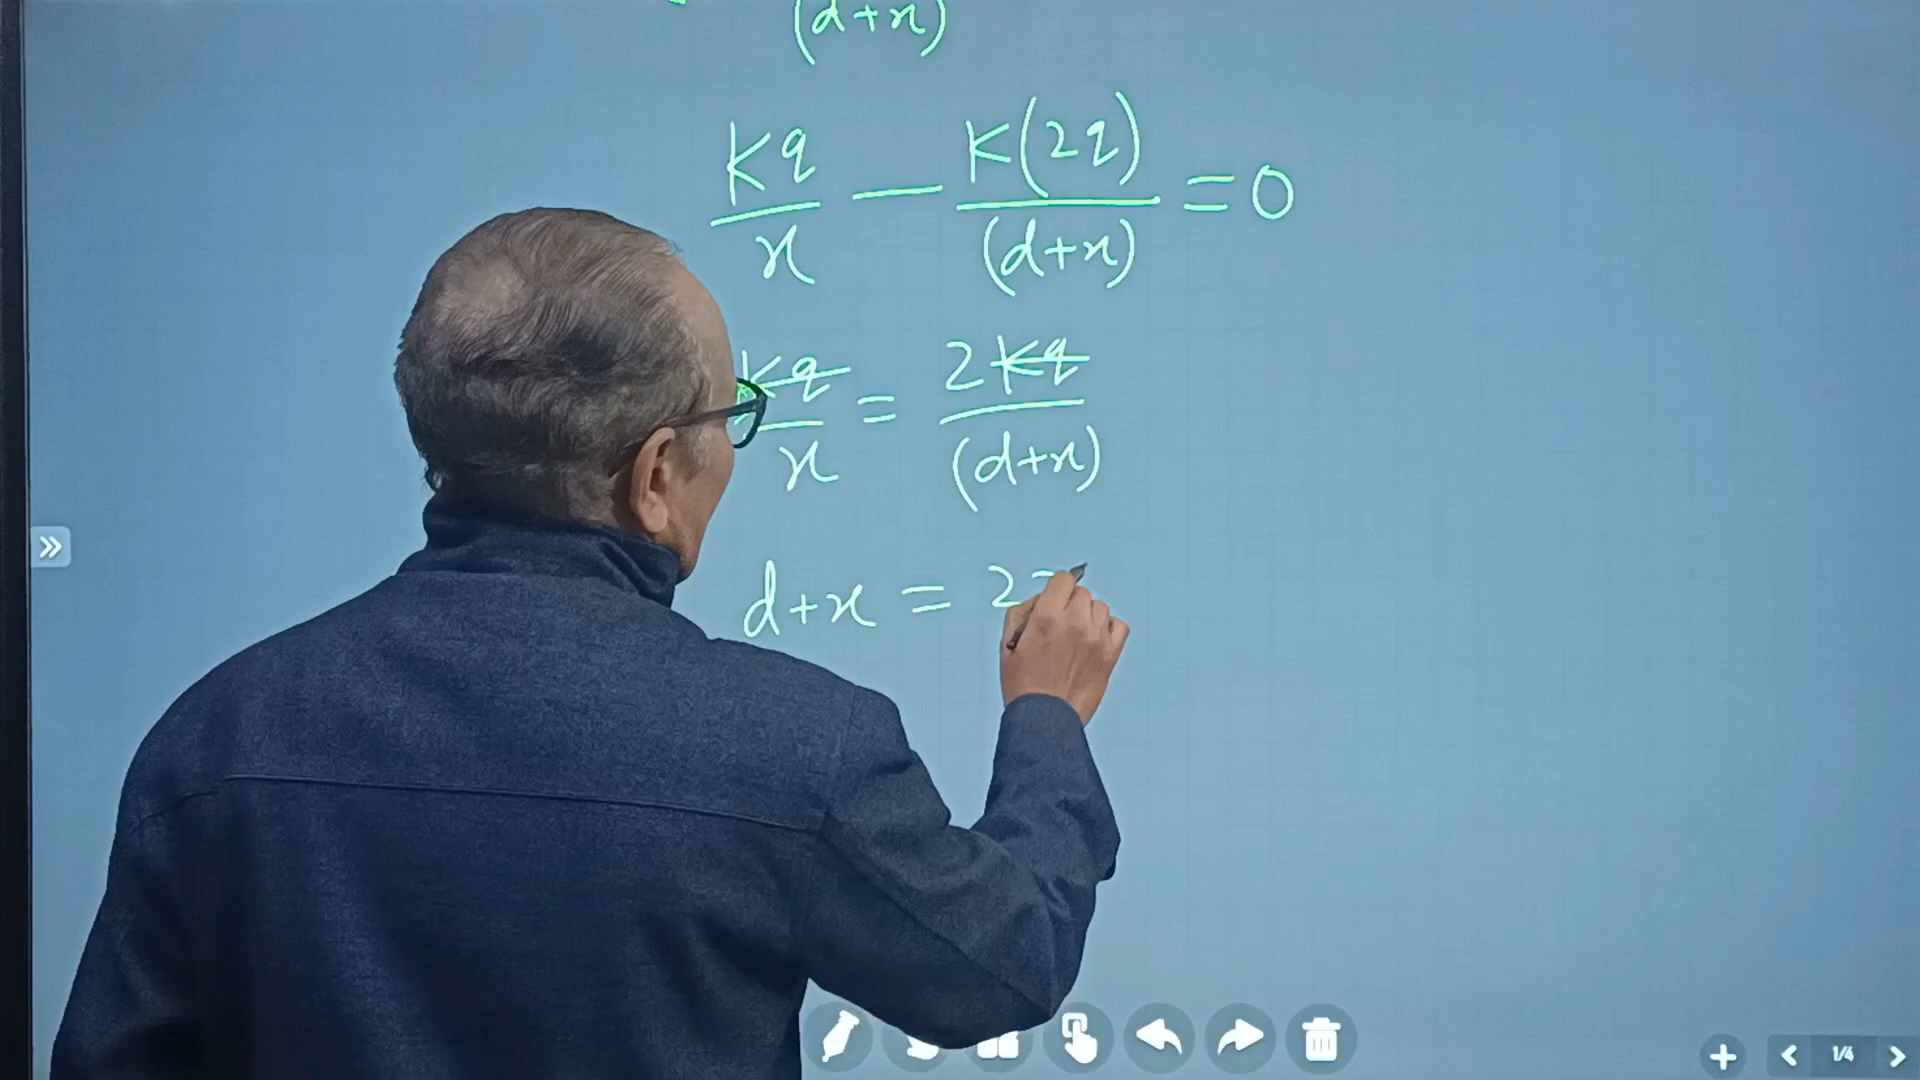 (d+x)
Kq/x — K(2q)/(d+x) = 0
Kq/x = 2Kq/(d+x)
d+x = 2
1/4